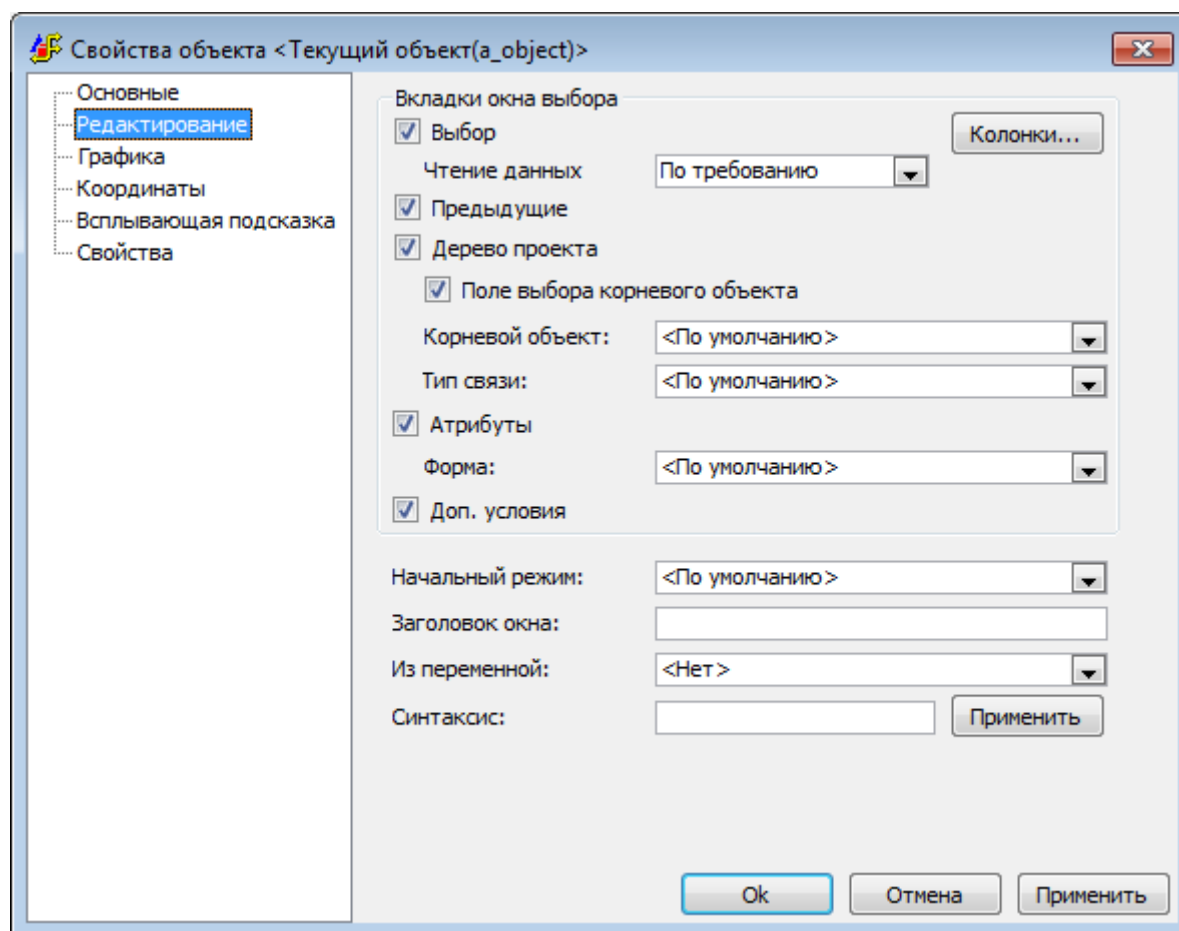 Свойства объекта <Текущий объект(a_object)>
Основные
Редактирование
Графика
Координаты
Всплывающая подсказка
Свойства
Вкладки окна выбора
Выбор
Колонки...
Чтение данных По требованию
Предыдущие
Дерево проекта
Поле выбора корневого объекта
Корневой объект: <По умолчанию>
Тип связи: <По умолчанию>
Атрибуты
Форма: <По умолчанию>
Доп. условия
Начальный режим: <По умолчанию>
Заголовок окна:
Из переменной: <Нет>
Синтаксис: Применить
Ok Отмена Применить